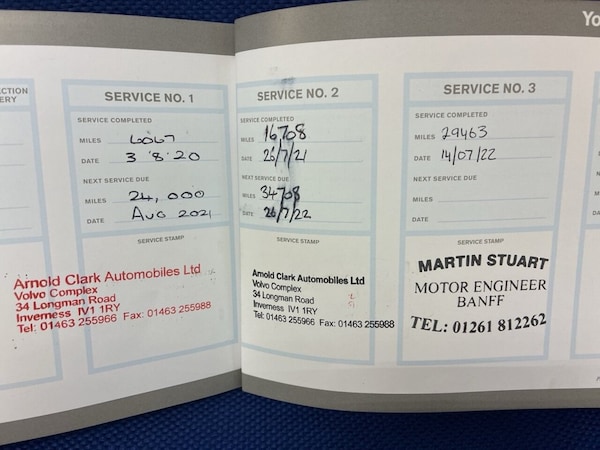 Yo
CTION
ERY
SERVICE NO. 1
SERVICE COMPLETED
MILES 6067
DATE 3 8 20
NEXT SERVICE DUE
MILES 24,000
DATE AUG 2021
SERVICE STAMP
Arnold Clark Automobiles Ltd
Volvo Complex
34 Longman Road
Inverness IV1 1RY
Tel: 01463 255966 Fax: 01463 255988
SERVICE NO. 2
SERVICE COMPLETED
MILES 16708
DATE 26/7/21
NEXT SERVICE DUE
MILES 34708
DATE 26/7/22
SERVICE STAMP
Arnold Clark Automobiles Ltd
Volvo Complex
34 Longman Road
Inverness IV1 1RY
Tel: 01463 255966 Fax: 01463 255988
SERVICE NO. 3
SERVICE COMPLETED
MILES 29463
DATE 14/07/22
NEXT SERVICE DUE
MILES
DATE
SERVICE STAMP
MARTIN STUART
MOTOR ENGINEER
BANFF
TEL: 01261 812262